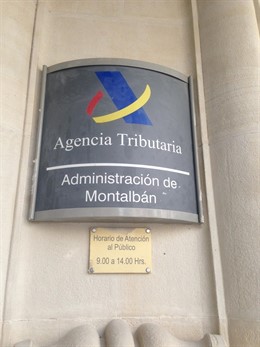 Agencia Tributaria
Administración de
Montalbán
Horario de Atención
al Público
9.00 a 14.00 Hrs.